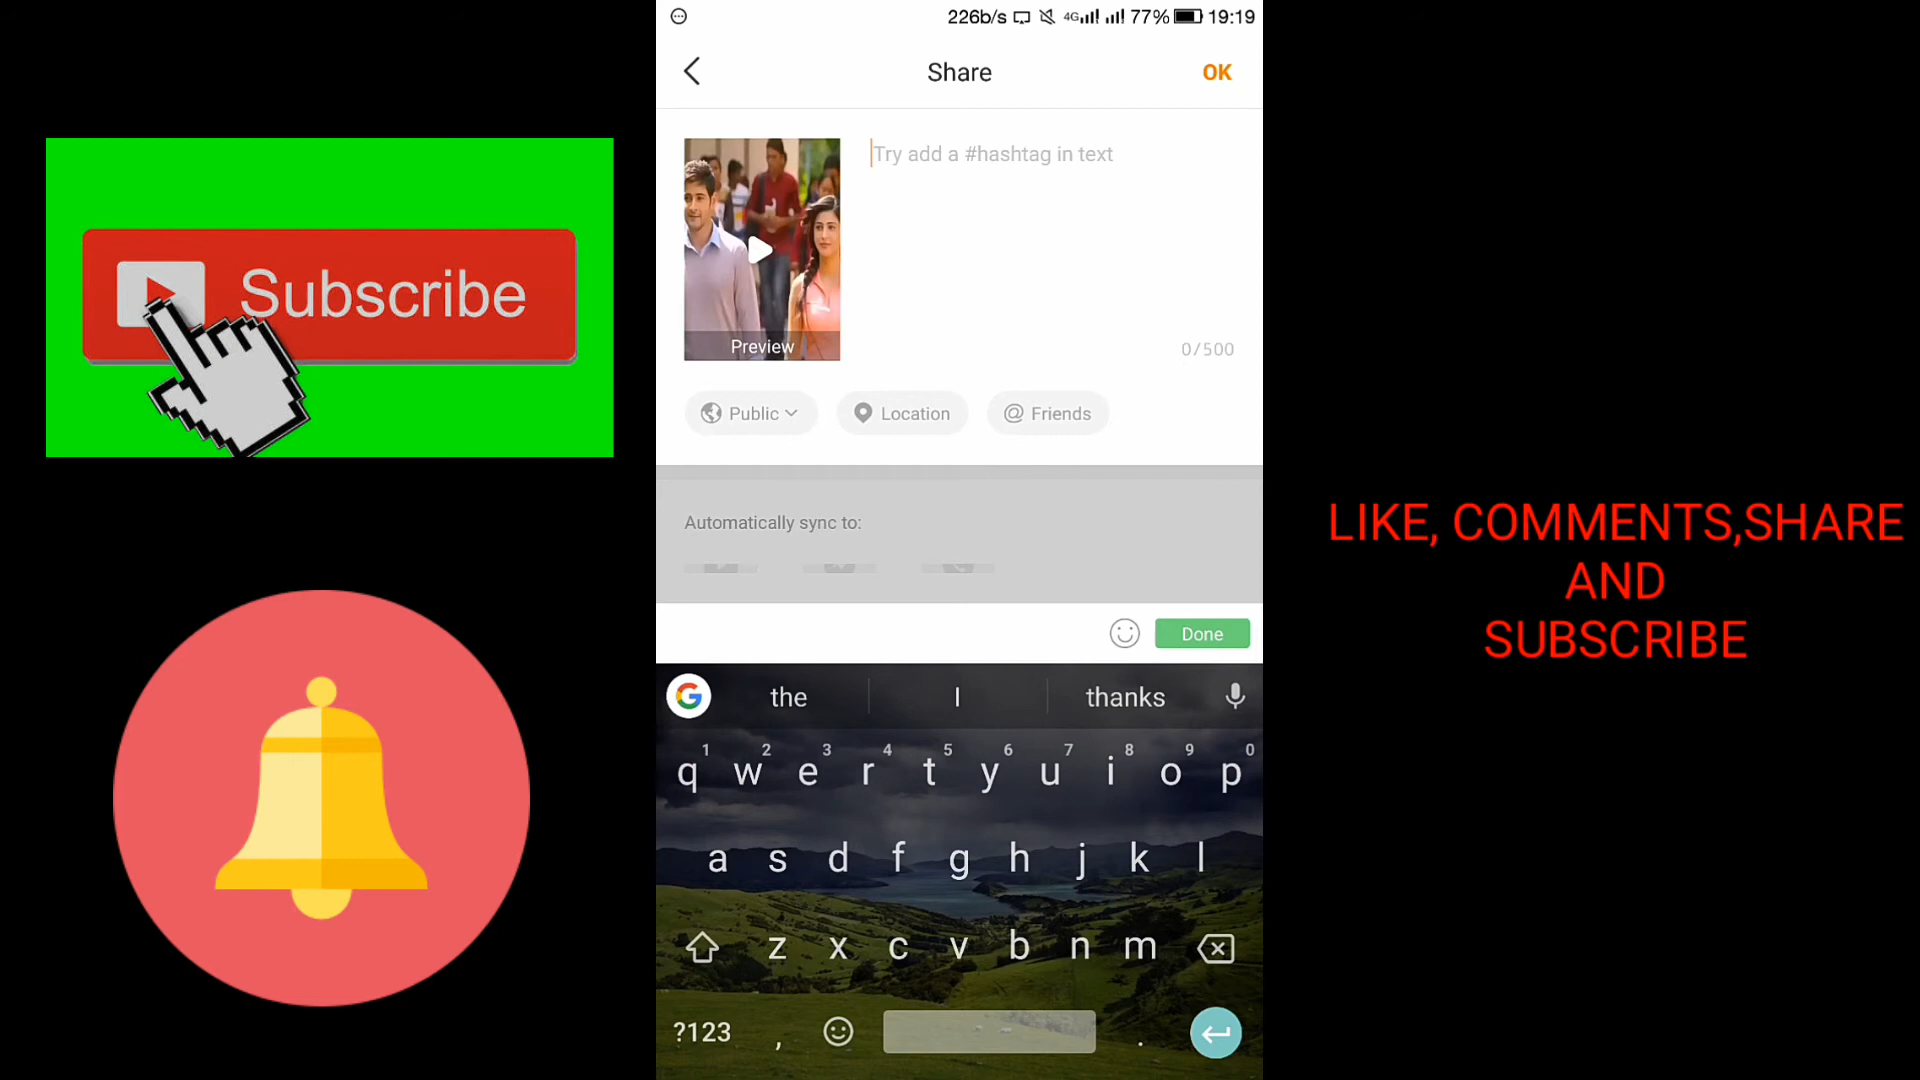 226b/s 4G 77% 19:19
Share
OK
Try add a #hashtag in text
Preview
0/500
Public
Location
@ Friends
Automatically sync to:
Done
the
I
thanks
1 2 3 4 5 6 7 8 9 0
q w e r t y u i o p
a s d f g h j k l
z x c v b n m
?123 , .
Subscribe
LIKE, COMMENTS,SHARE
AND
SUBSCRIBE